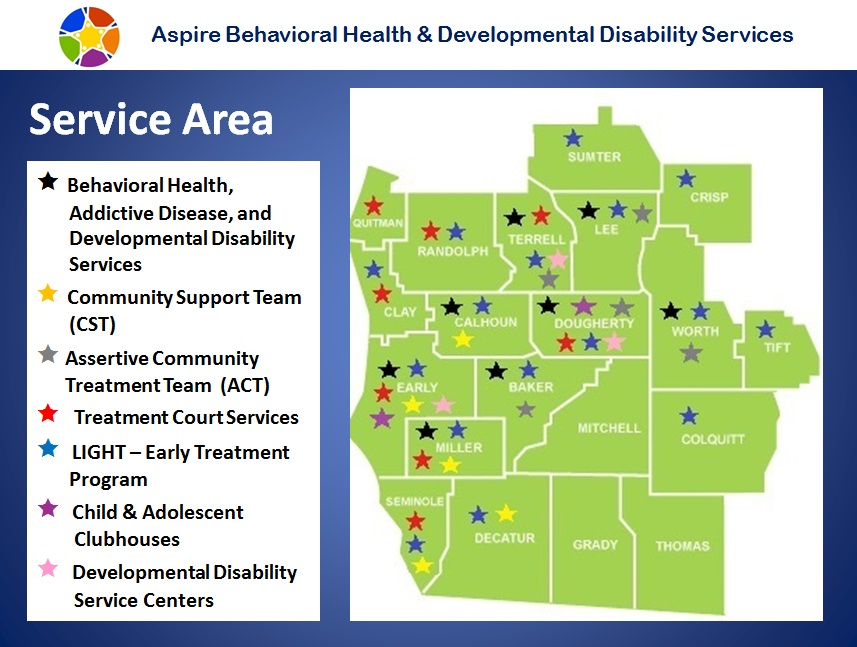 Aspire Behavioral Health & Developmental Disability Services
Service Area
Behavioral Health,
Addictive Disease, and
Developmental Disability
Services
Community Support Team
(CST)
Assertive Community
Treatment Team (ACT)
Treatment Court Services
LIGHT – Early Treatment
Program
Child & Adolescent
Clubhouses
Developmental Disability
Service Centers
SUMTER
CRISP
QUITMAN
RANDOLPH
TERRELL
LEE
CLAY
CALHOUN
DOUGHERTY
WORTH
TIFT
EARLY
BAKER
MITCHELL
COLQUITT
MILLER
SEMINOLE
DECATUR
GRADY
THOMAS